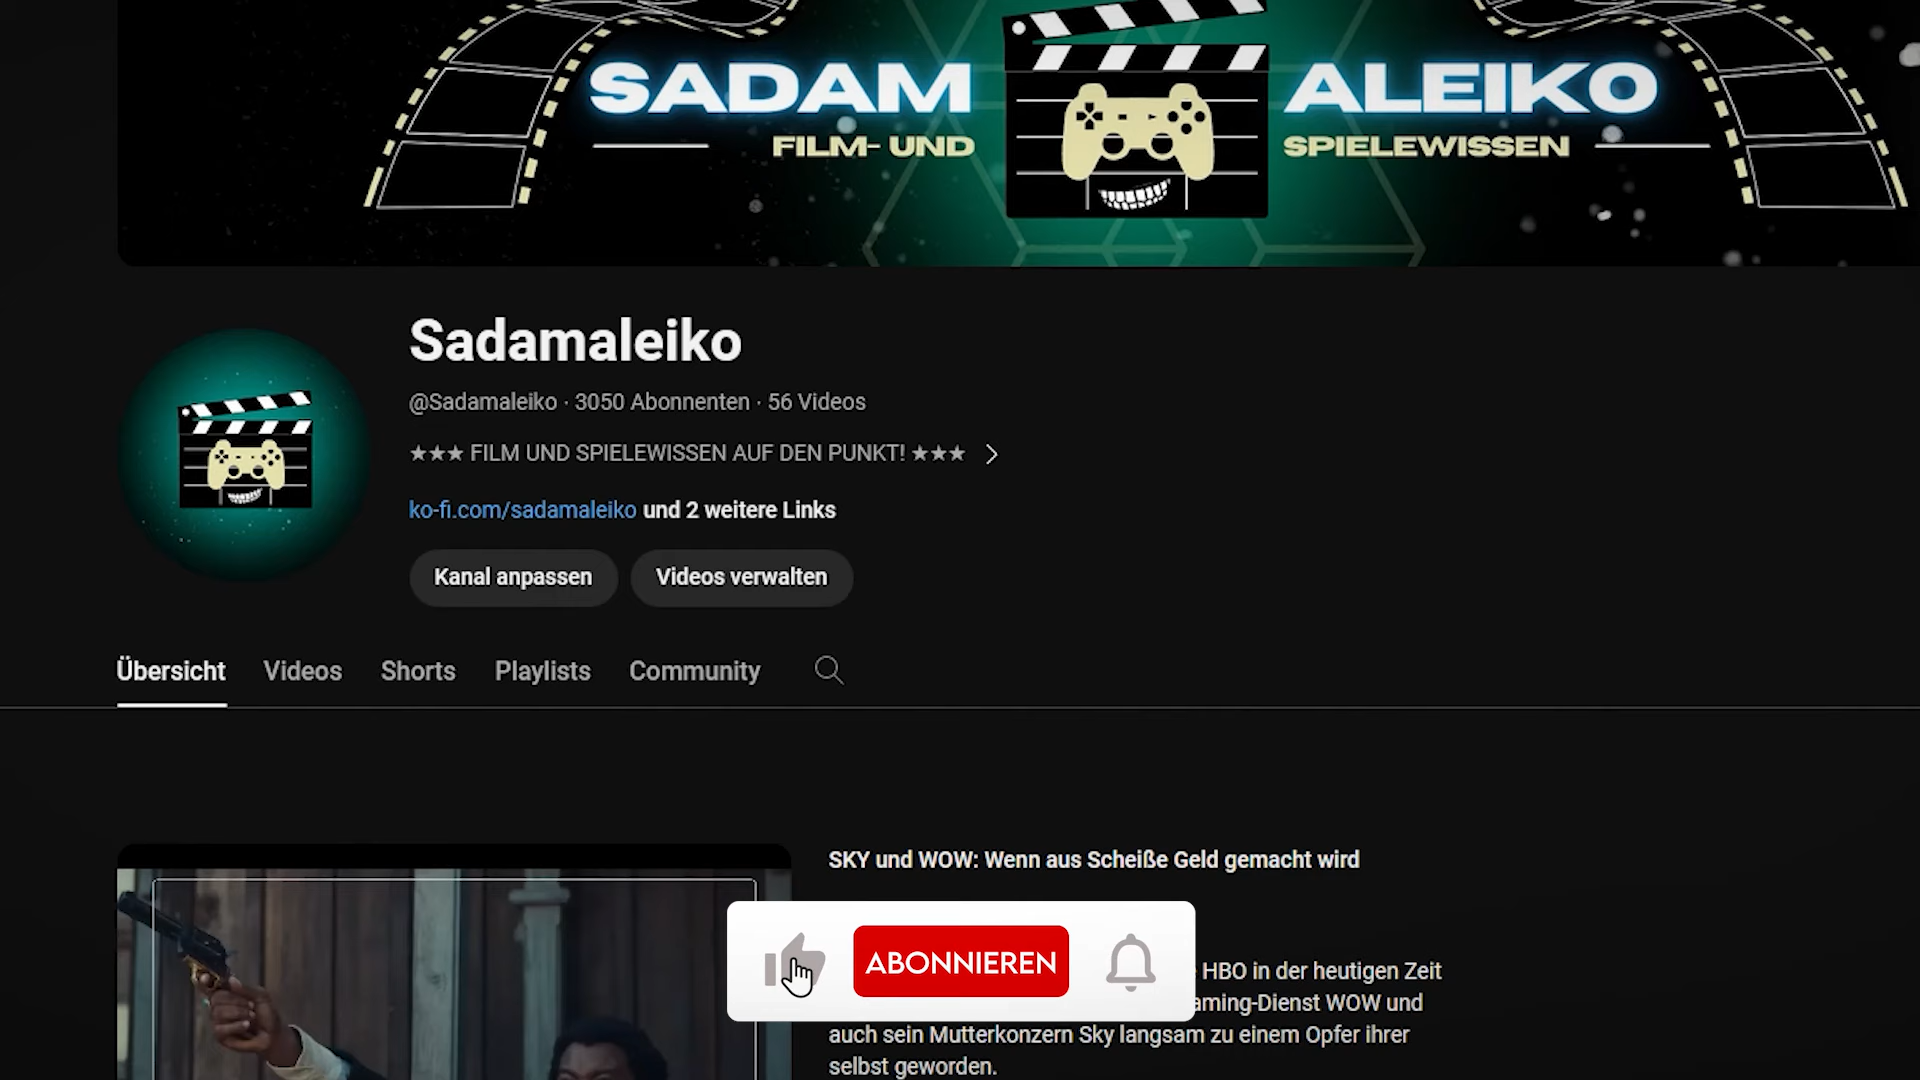 SADAM ALEIKO
FILM- UND SPIELEWISSEN
Sadamaleiko
@Sadamaleiko · 3050 Abonnenten · 56 Videos
★★★ FILM UND SPIELEWISSEN AUF DEN PUNKT! ★★★
ko-fi.com/sadamaleiko und 2 weitere Links
Kanal anpassen Videos verwalten
Übersicht Videos Shorts Playlists Community
SKY und WOW: Wenn aus Scheiße Geld gemacht wird
ABONNIEREN
HBO in der heutigen Zeit
aming-Dienst WOW und
auch sein Mutterkonzern Sky langsam zu einem Opfer ihrer
selbst geworden.